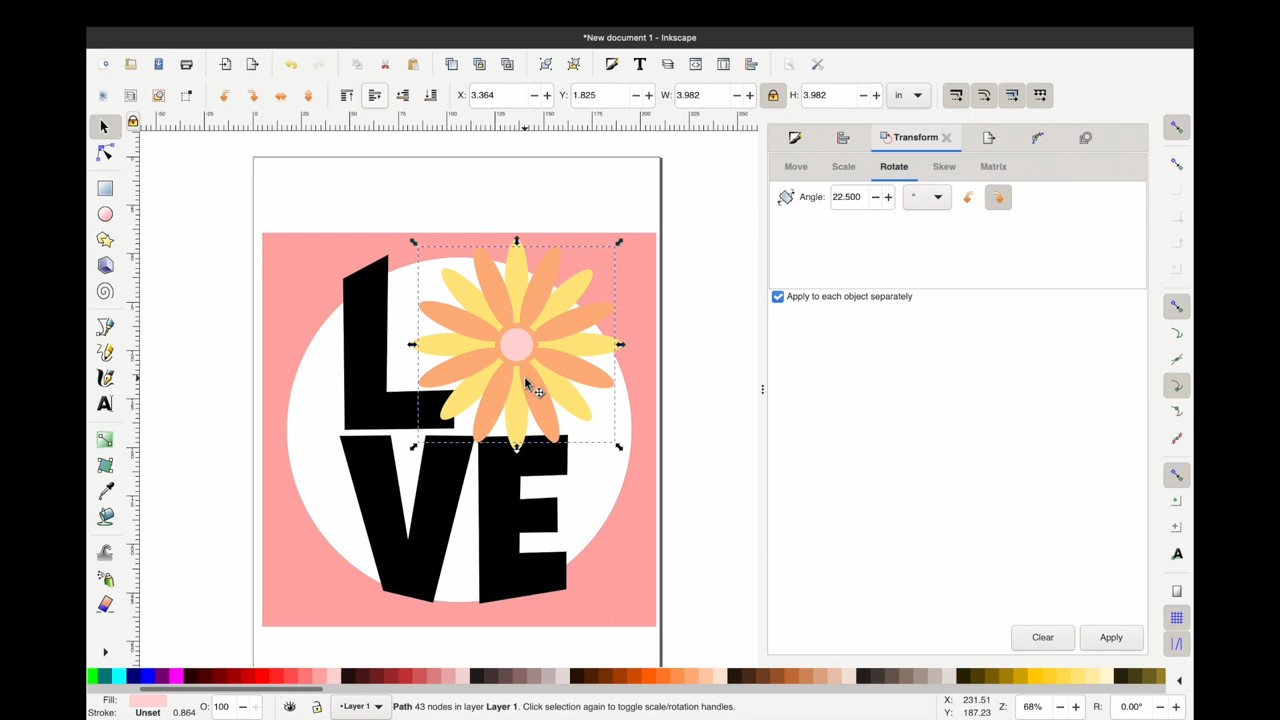 *New document 1 - Inkscape
X: 3.364 Y: 1.825 W: 3.982 H: 3.982 in
Transform
Move Scale Rotate Skew Matrix
Angle: 22.500 °
Apply to each object separately
L
VE
Clear Apply
Fill:
Stroke: Unset 0.864 O: 100 •Layer 1 Path 43 nodes in layer Layer 1. Click selection again to toggle scale/rotation handles.
X: 231.51
Y: 187.23
Z: 68% R: 0.00°